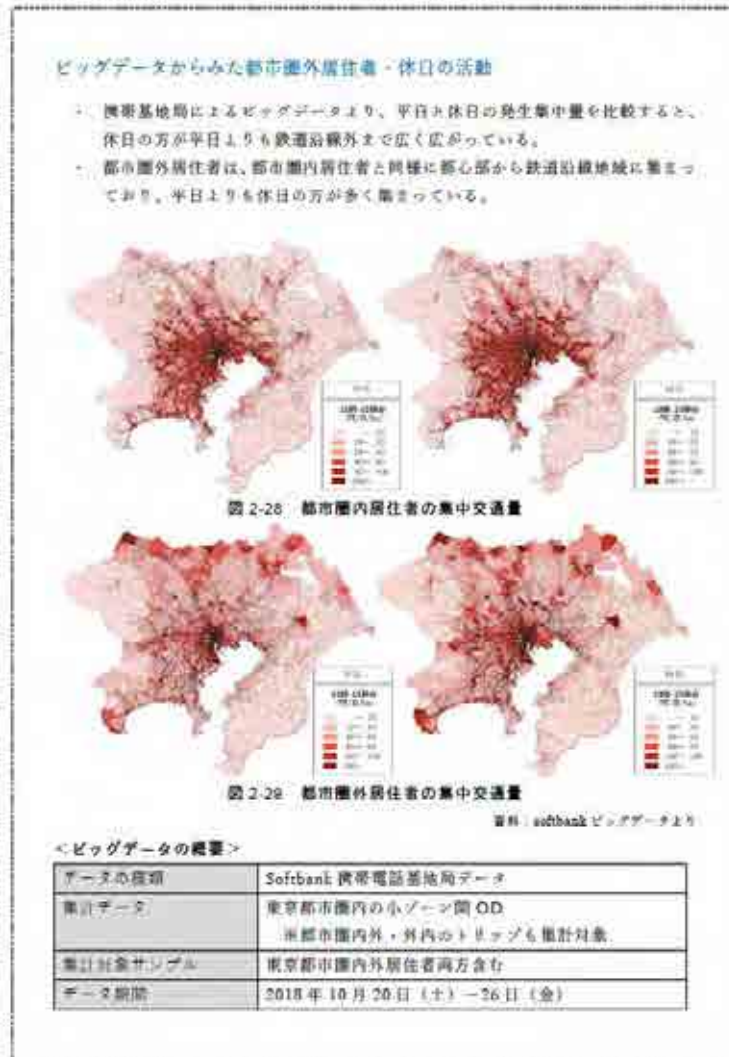 ビッグデータからみた都市圏外居住者・休日の活動
・ 携帯基地局によるビッグデータより、平日と休日の発生集中量を比較すると、
休日の方が平日よりも鉄道沿線外まで広く広がっている。
・ 都市圏外居住者は、都市圏内居住者と同様に都心部から鉄道沿線地域に集まっ
ており、平日よりも休日の方が多く集まっている。
図 2-28 都市圏内居住者の集中交通量
図 2-29 都市圏外居住者の集中交通量
資料：softbank ビッグデータより
＜ビッグデータの概要＞
データの種類 Softbank 携帯電話基地局データ
集計データ 東京都市圏内の小ゾーン間 OD
※都市圏内外・外内のトリップも集計対象
集計対象サンプル 東京都市圏内外居住者両方含む
データ期間 2018 年 10 月 20 日（土）－26 日（金）